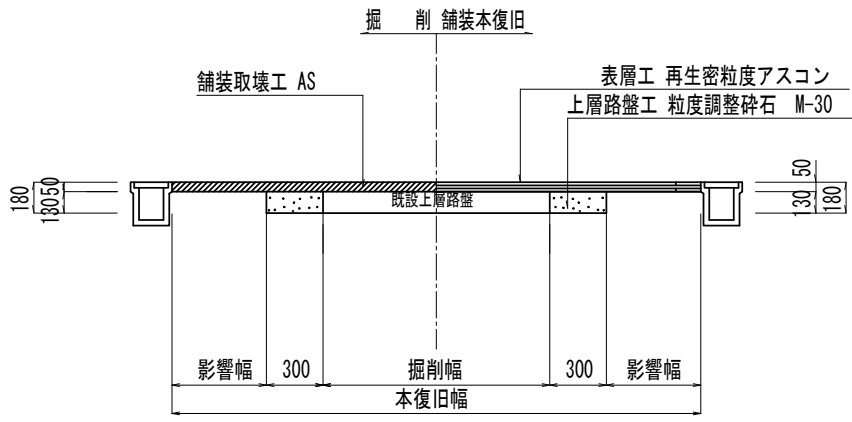 掘 削 舗装本復旧
舗装取壊工 AS
表層工 再生密粒度アスコン
上層路盤工 粒度調整砕石 M-30
180
50
130
既設上層路盤
50
130
180
影響幅 300 掘削幅 300 影響幅
本復旧幅